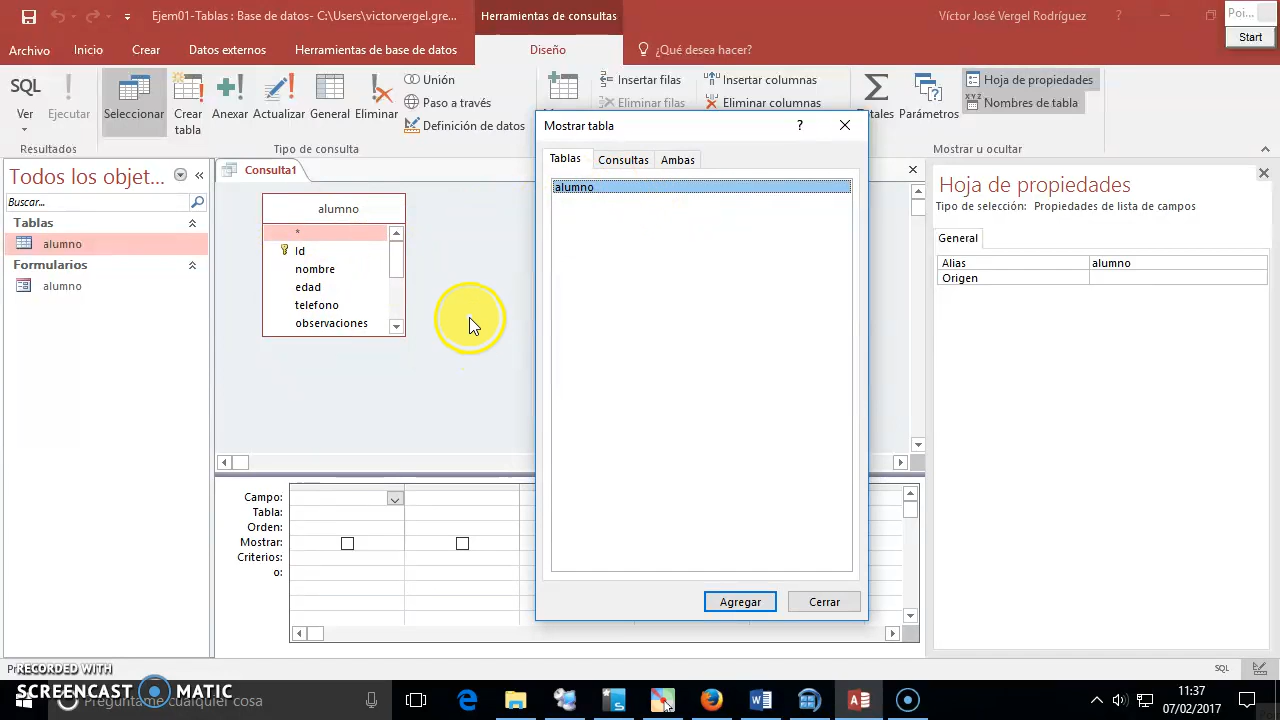 Ejem01-Tablas : Base de datos- C:\Users\victorvergel.gre...
Herramientas de consultas
Víctor José Vergel Rodríguez
?
Poi...
Start
Archivo
Inicio
Crear
Datos externos
Herramientas de base de datos
Diseño
¿Qué desea hacer?
SQL
Ver
Ejecutar
Resultados
Seleccionar
Crear
tabla
Anexar
Actualizar
General
Eliminar
Unión
Paso a través
Definición de datos
Tipo de consulta
Insertar filas
Eliminar filas
Insertar columnas
Eliminar columnas
Parámetros
Hoja de propiedades
Nombres de tabla
Mostrar u ocultar
Todos los objet...
Buscar...
Tablas
alumno
Formularios
alumno
Consulta1
alumno
*
Id
nombre
edad
telefono
observaciones
Mostrar tabla
?
Tablas
Consultas
Ambas
alumno
Agregar
Cerrar
Hoja de propiedades
Tipo de selección: Propiedades de lista de campos
General
Alias
alumno
Origen
Campo:
Tabla:
Orden:
Mostrar:
Criterios:
o:
SQL
RECORDED WITH
SCREENCAST MATIC
Pregúntame cualquier cosa
11:37
07/02/2017